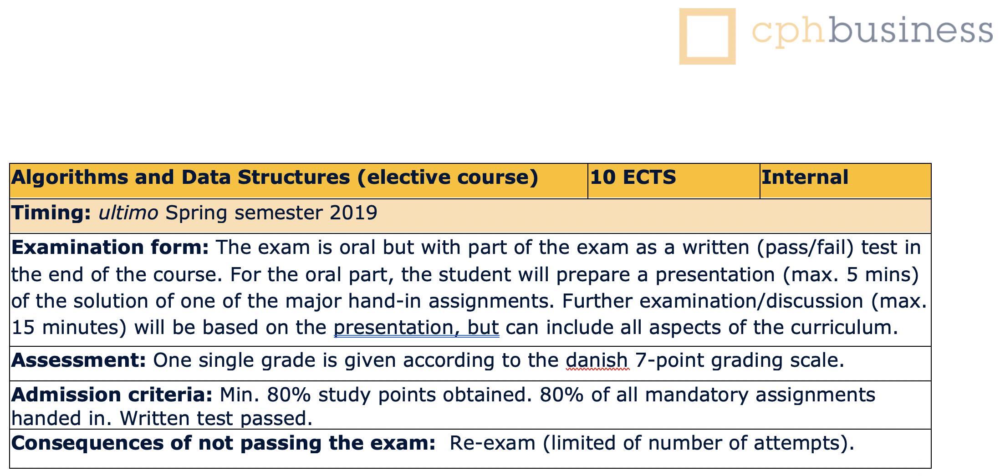 cphbusiness
Algorithms and Data Structures (elective course) 10 ECTS Internal
Timing: ultimo Spring semester 2019
Examination form: The exam is oral but with part of the exam as a written (pass/fail) test in
the end of the course. For the oral part, the student will prepare a presentation (max. 5 mins)
of the solution of one of the major hand-in assignments. Further examination/discussion (max.
15 minutes) will be based on the presentation, but can include all aspects of the curriculum.
Assessment: One single grade is given according to the danish 7-point grading scale.
Admission criteria: Min. 80% study points obtained. 80% of all mandatory assignments
handed in. Written test passed.
Consequences of not passing the exam:  Re-exam (limited of number of attempts).